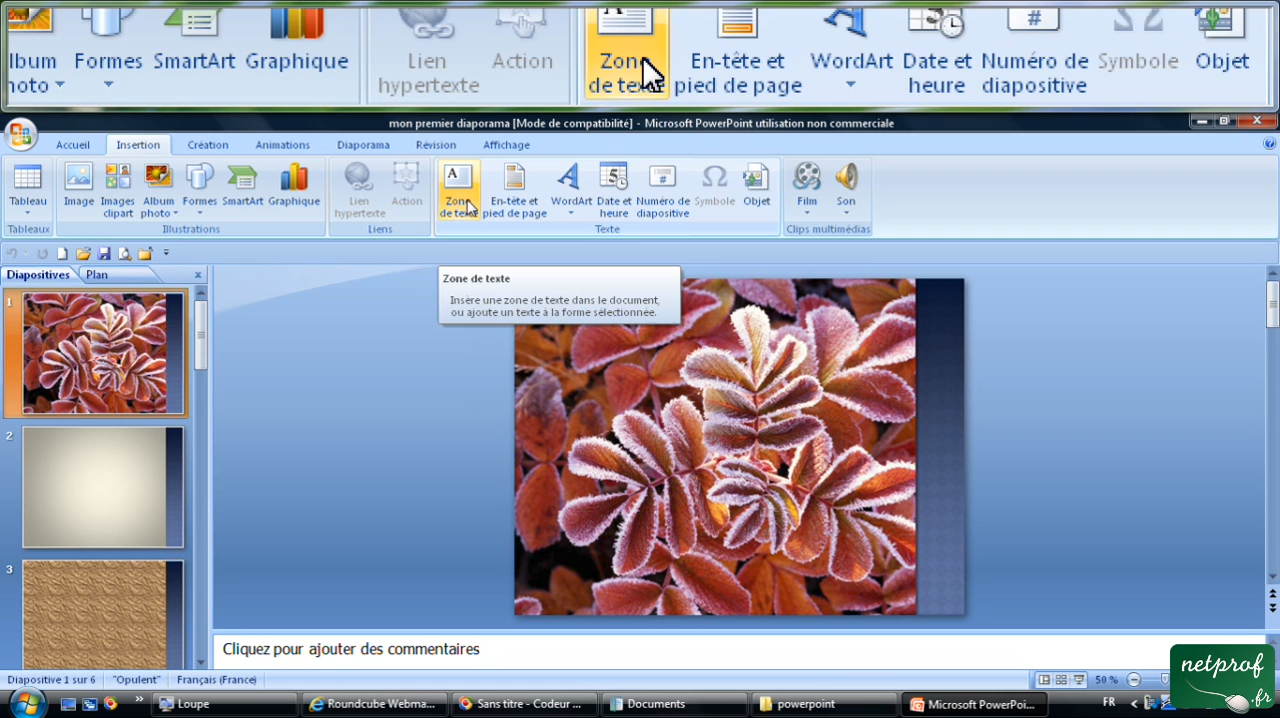 lbum
hoto
Formes
SmartArt
Graphique
Lien
hypertexte
Action
Zone
de texte
En-tête et
pied de page
WordArt
Date et
heure
Numéro de
diapositive
Symbole
Objet
mon premier diaporama [Mode de compatibilité] - Microsoft PowerPoint utilisation non commerciale
Accueil
Insertion
Création
Animations
Diaporama
Révision
Affichage
Tableau
Image
Images
clipart
Album
photo
Formes
SmartArt
Graphique
Lien
hypertexte
Action
A
Zone
de texte
En-tête et
pied de page
WordArt
5
Date et
heure
#
Numéro de
diapositive
Ω
Symbole
Objet
Film
Son
Tableaux
Illustrations
Liens
Texte
Clips multimédias
Diapositives
Plan
x
Zone de texte
Insère une zone de texte dans le document,
ou ajoute un texte à la forme sélectionnée.
1
2
3
Cliquez pour ajouter des commentaires
Diapositive 1 sur 6
"Opulent"
Français (France)
50 %
netprof
.fr
Loupe
Roundcube Webma...
Sans titre - Codeur ...
Documents
powerpoint
Microsoft PowerPoi...
FR